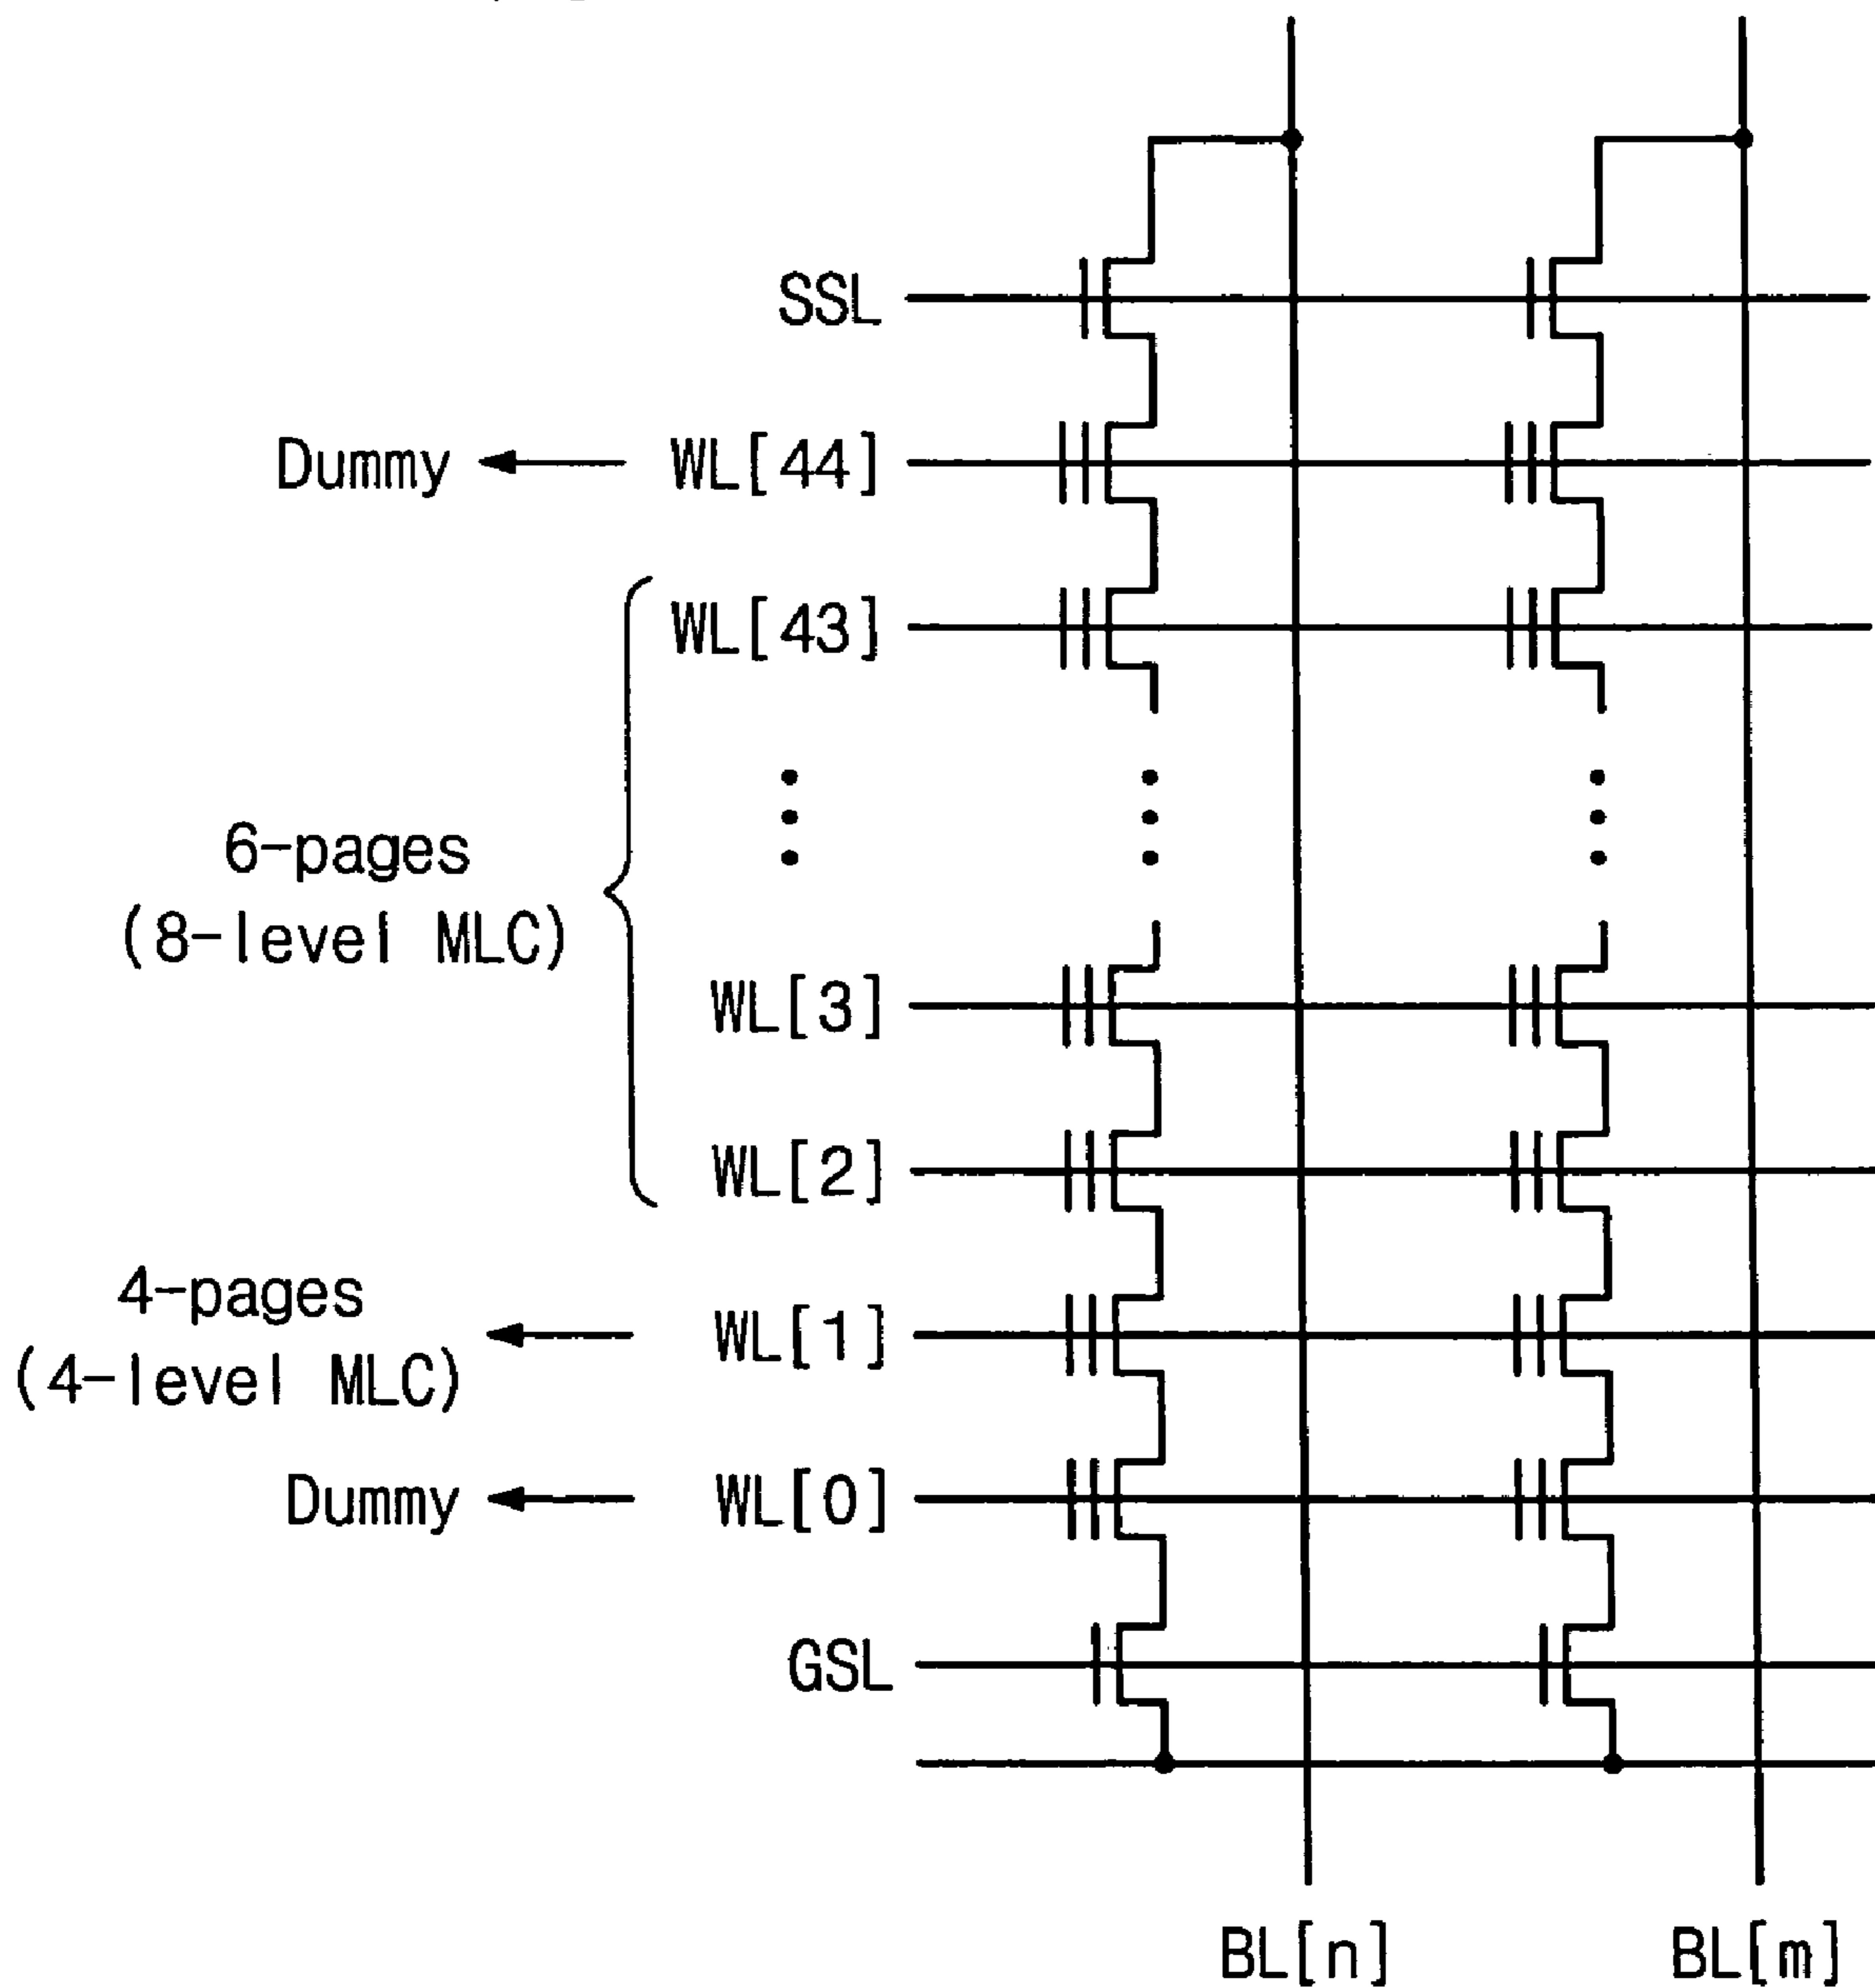 SSL
Dummy WL[44]
WL[43]
6-pages
(8-level MLC)
WL[3]
WL[2]
4-pages
(4-level MLC)
WL[1]
Dummy WL[0]
GSL
BL[n] BL[m]